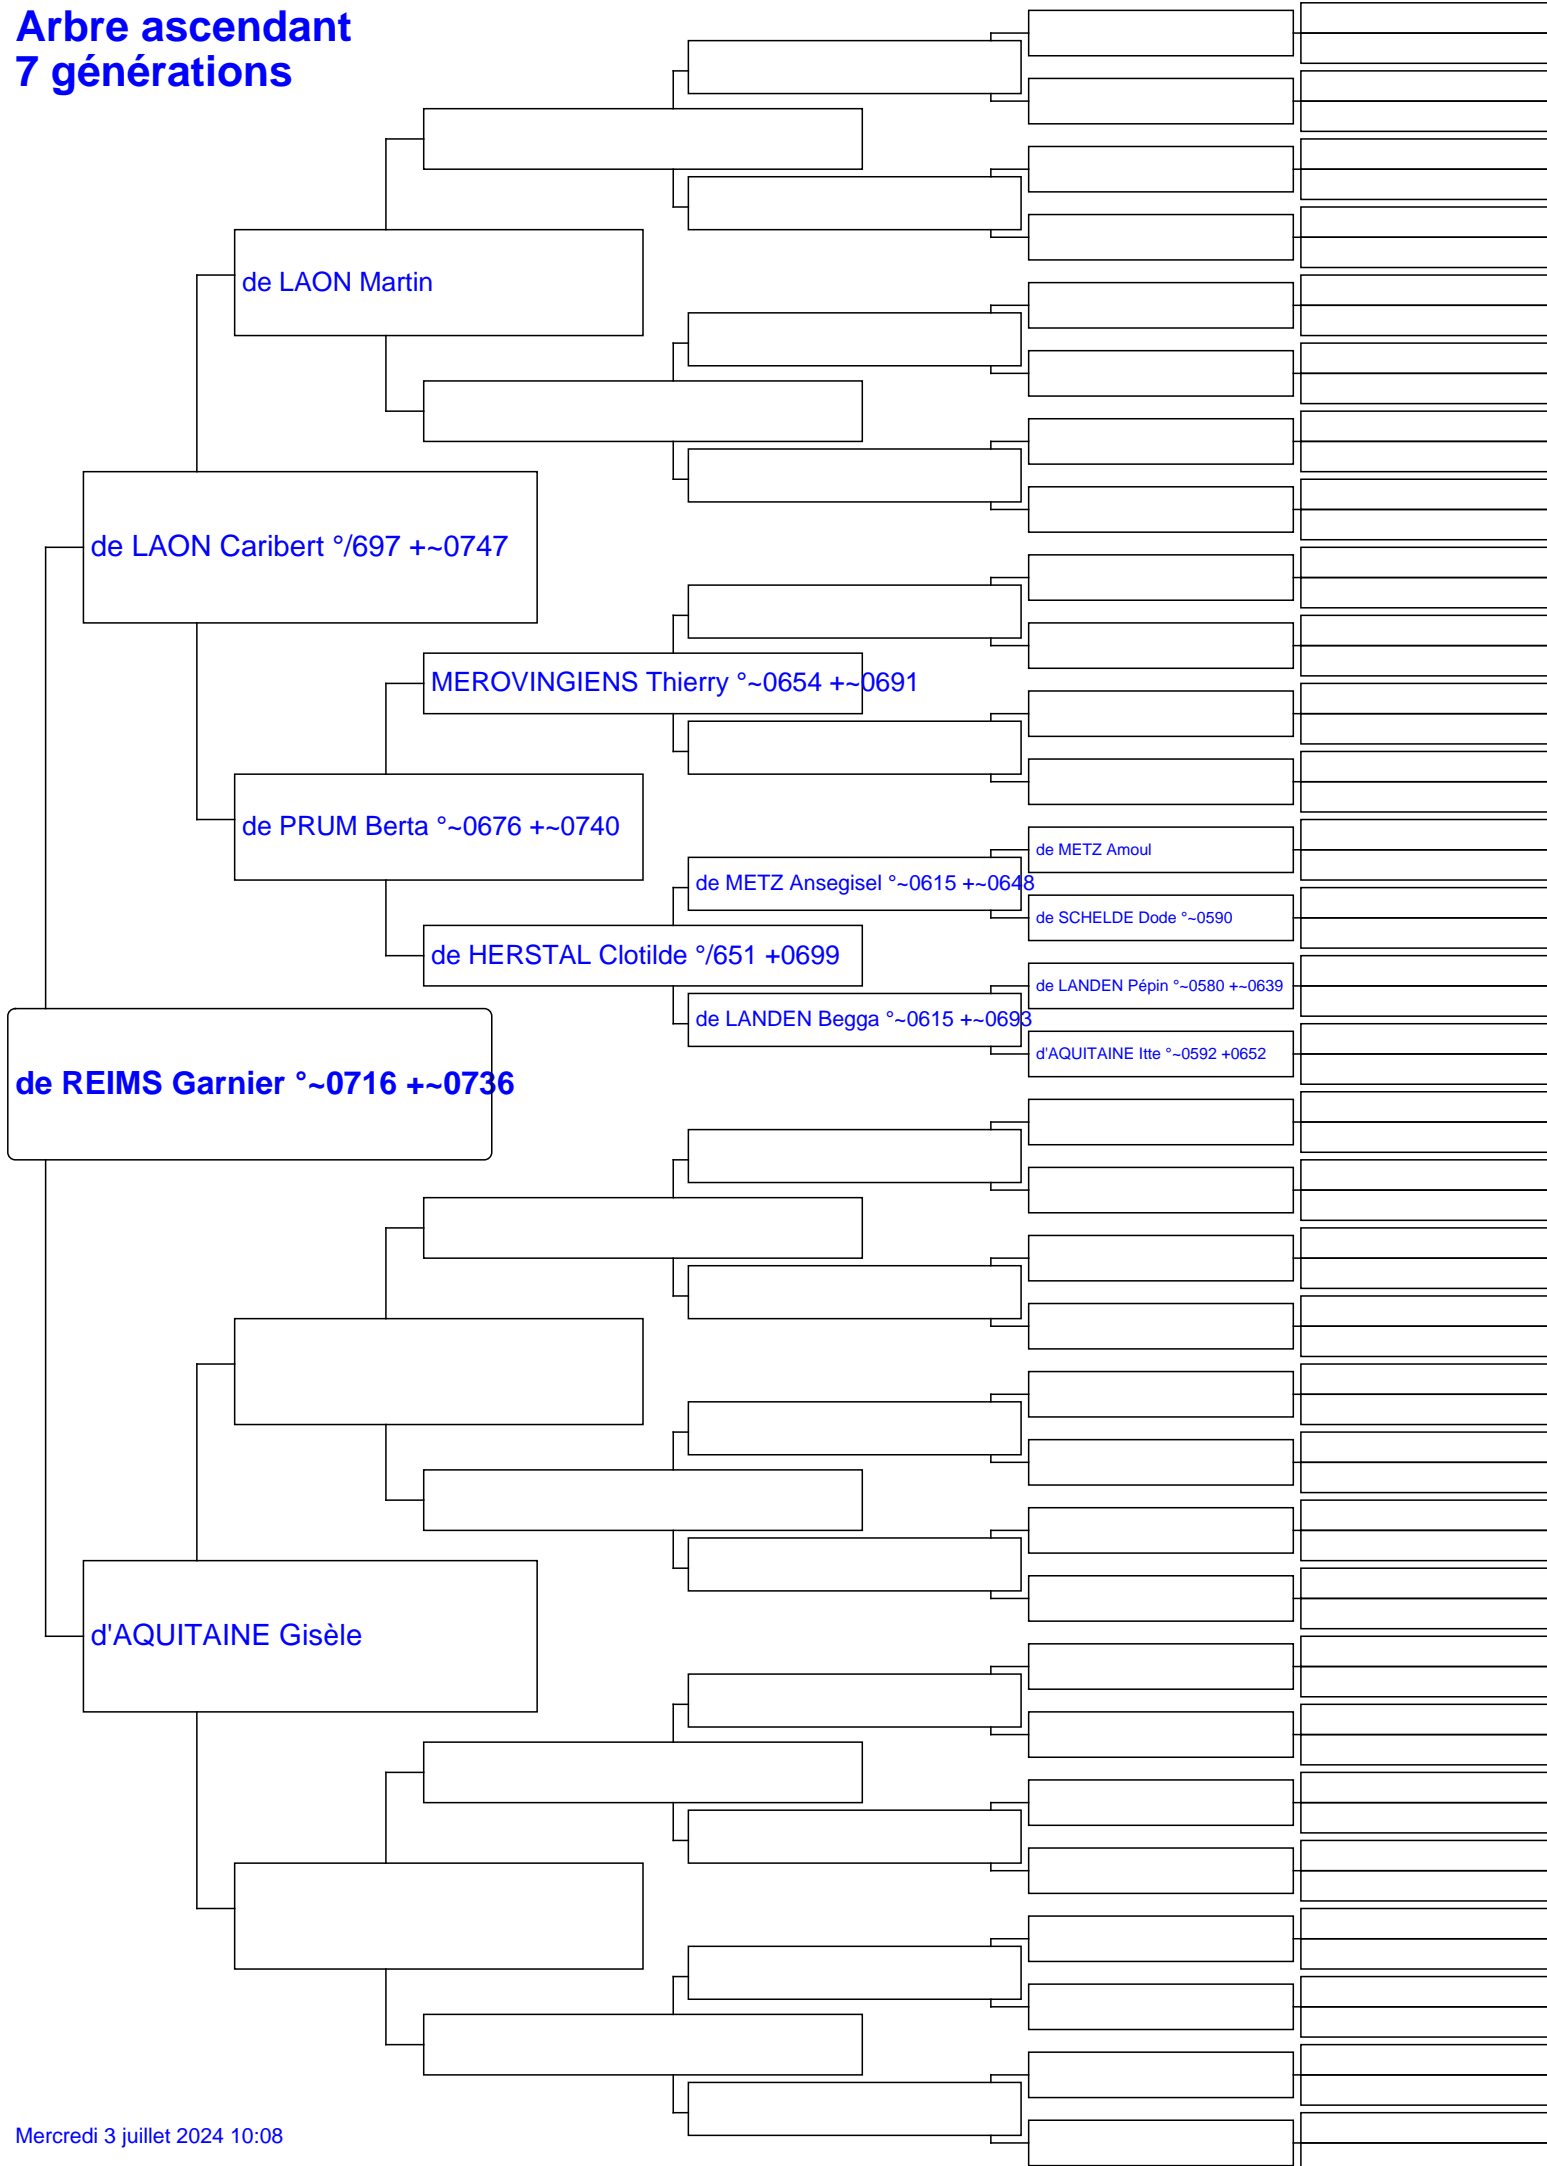 Arbre ascendant
7 générations
de LAON Martin
de LAON Caribert °/697 +~0747
MEROVINGIENS Thierry °~0654 +~0691
de PRUM Berta °~0676 +~0740
de METZ Amoul
de METZ Ansegisel °~0615 +~0648
de SCHELDE Dode °~0590
de HERSTAL Clotilde °/651 +0699
de LANDEN Pépin °~0580 +~0639
de LANDEN Begga °~0615 +~0693
d'AQUITAINE Itte °~0592 +0652
de REIMS Garnier °~0716 +~0736
d'AQUITAINE Gisèle
Mercredi 3 juillet 2024 10:08